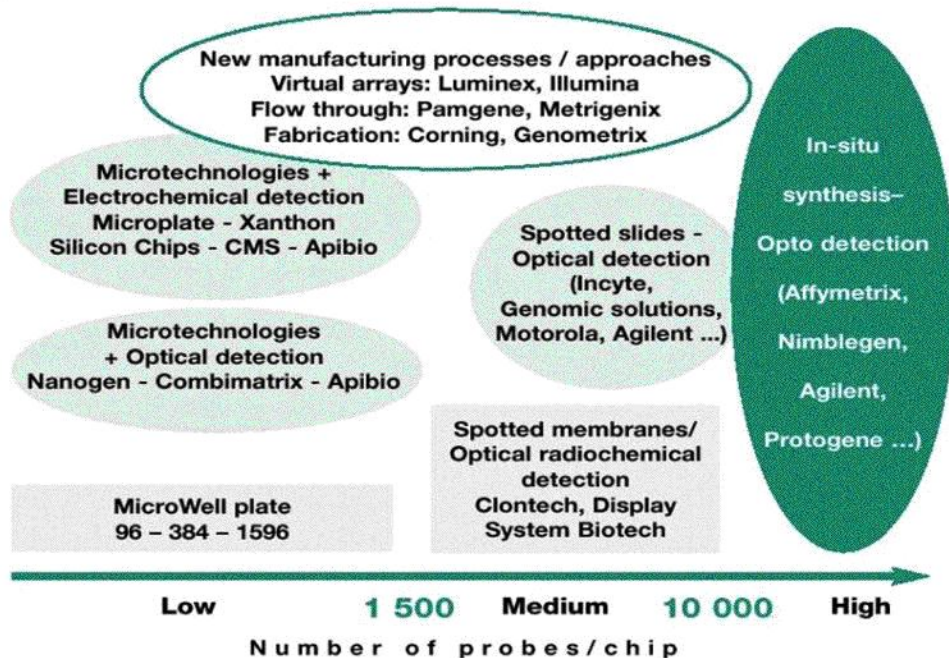 New manufacturing processes / approaches
Virtual arrays: Luminex, Illumina
Flow through: Pamgene, Metrigenix
Fabrication: Corning, Genometrix
Microtechnologies +
Electrochemical detection
Microplate - Xanthon
Silicon Chips - CMS - Apibio
Microtechnologies
+ Optical detection
Nanogen - Combimatrix - Apibio
MicroWell plate
96 – 384 – 1596
Spotted slides -
Optical detection
(Incyte,
Genomic solutions,
Motorola, Agilent ...)
Spotted membranes/
Optical radiochemical
detection
Clontech, Display
System Biotech
In-situ
synthesis–
Opto detection
(Affymetrix,
Nimblegen,
Agilent,
Protogene ...)
Low 1 500 Medium 10 000 High
Number of probes/chip